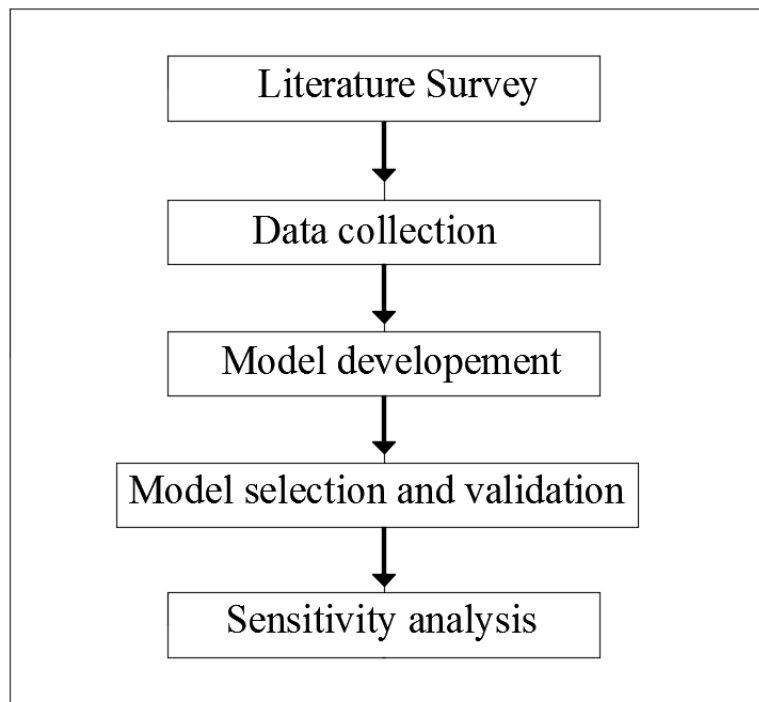 Literature Survey
Data collection
Model developement
Model selection and validation
Sensitivity analysis